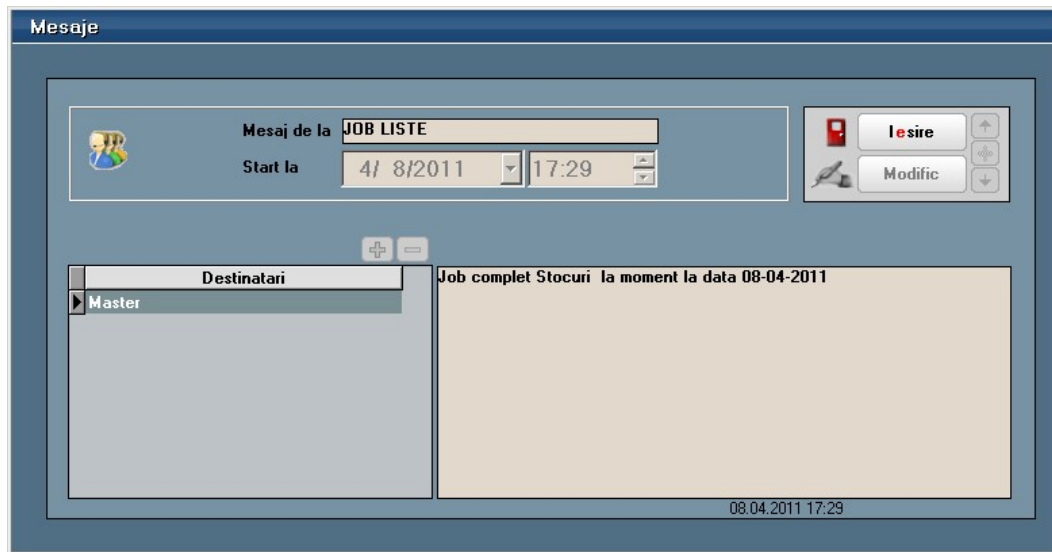 Mesaje
Mesaj de la JOB LISTE
Start la 4/ 8/2011 17:29
Iesire
Modific
Destinatari
Master
Job complet Stocuri la moment la data 08-04-2011
08.04.2011 17:29